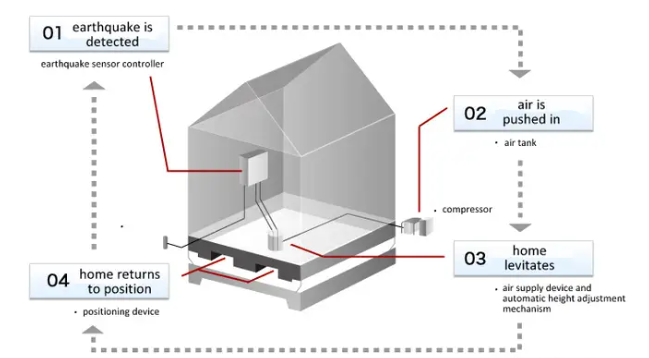 01 earthquake is
detected
earthquake sensor controller
02 air is
pushed in
• air tank
• compressor
03 home
levitates
• air supply device and
automatic height adjustment
mechanism
04 home returns
to position
• positioning device